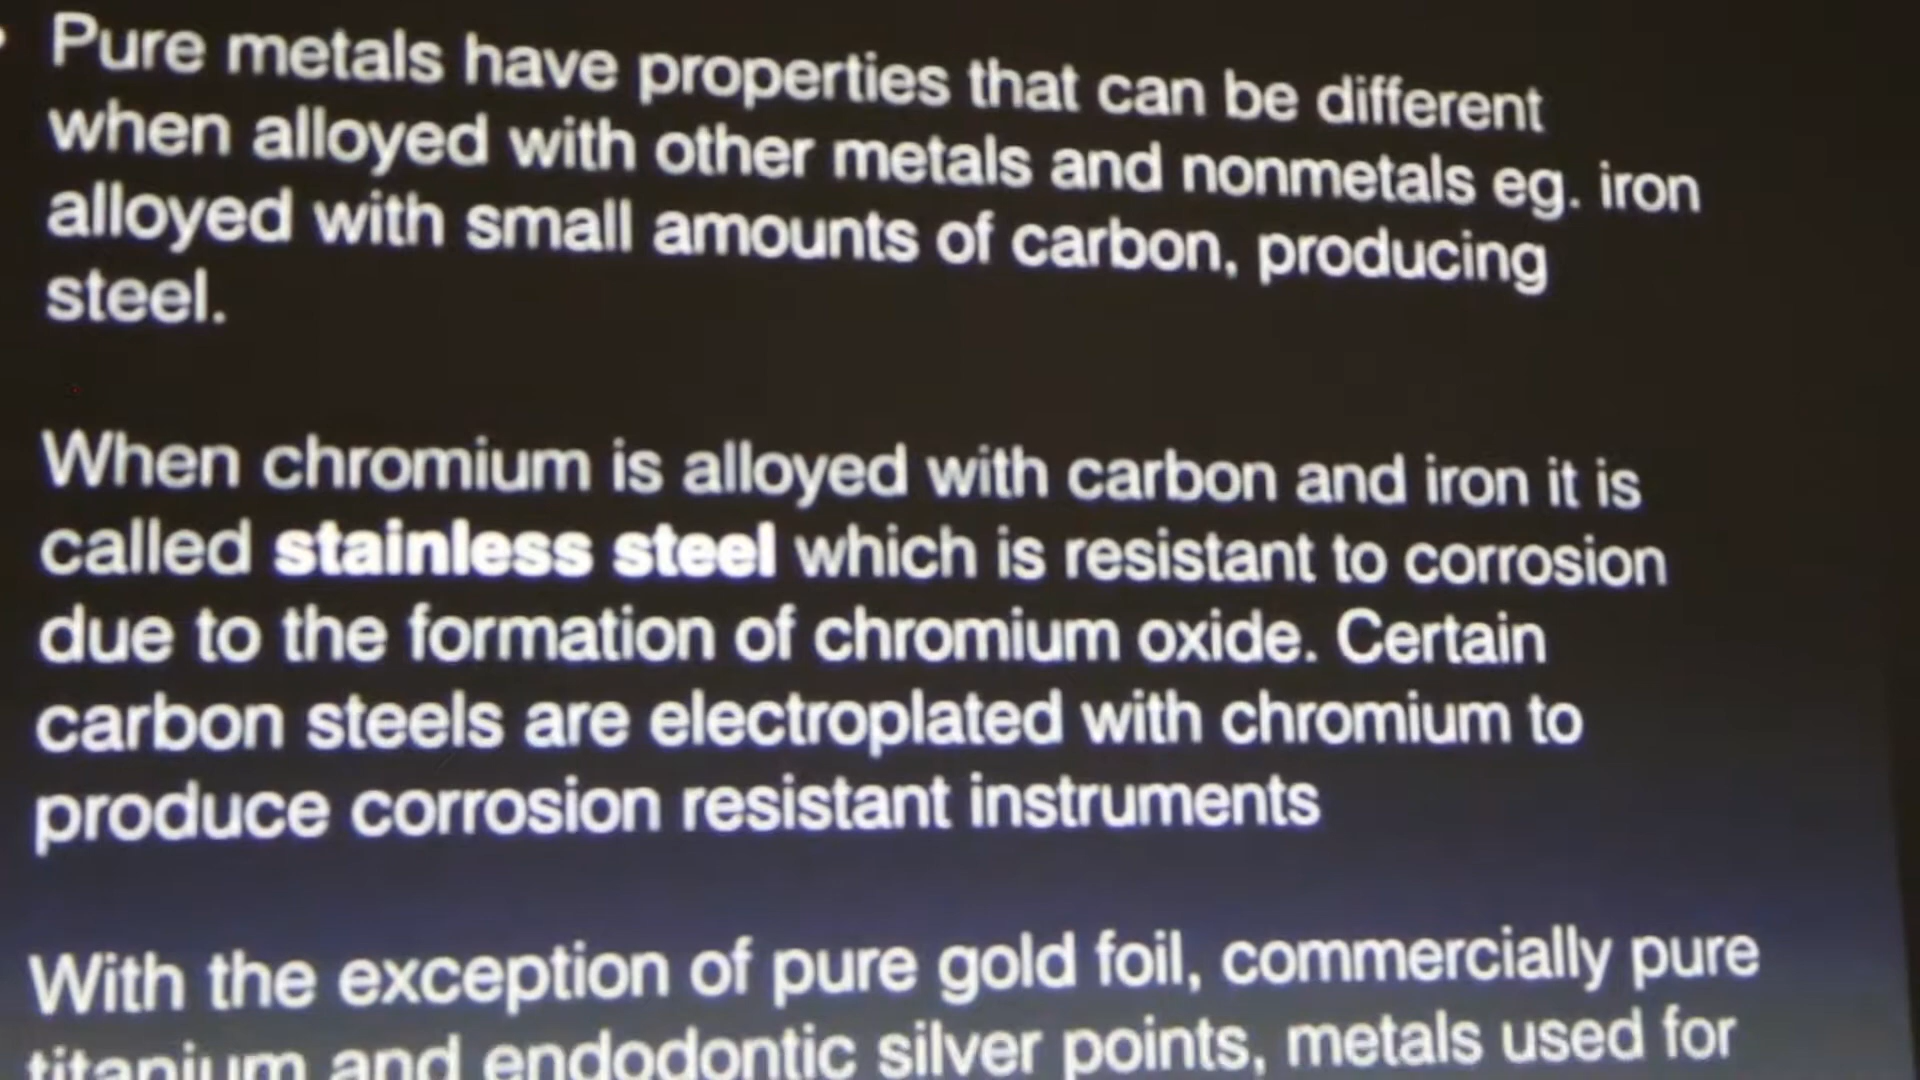 • Pure metals have properties that can be different
when alloyed with other metals and nonmetals eg. iron
alloyed with small amounts of carbon, producing
steel.
When chromium is alloyed with carbon and iron it is
called stainless steel which is resistant to corrosion
due to the formation of chromium oxide. Certain
carbon steels are electroplated with chromium to
produce corrosion resistant instruments
With the exception of pure gold foil, commercially pure
titanium and endodontic silver points, metals used for